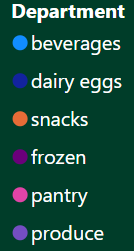 Department
beverages
dairy eggs
snacks
frozen
pantry
produce